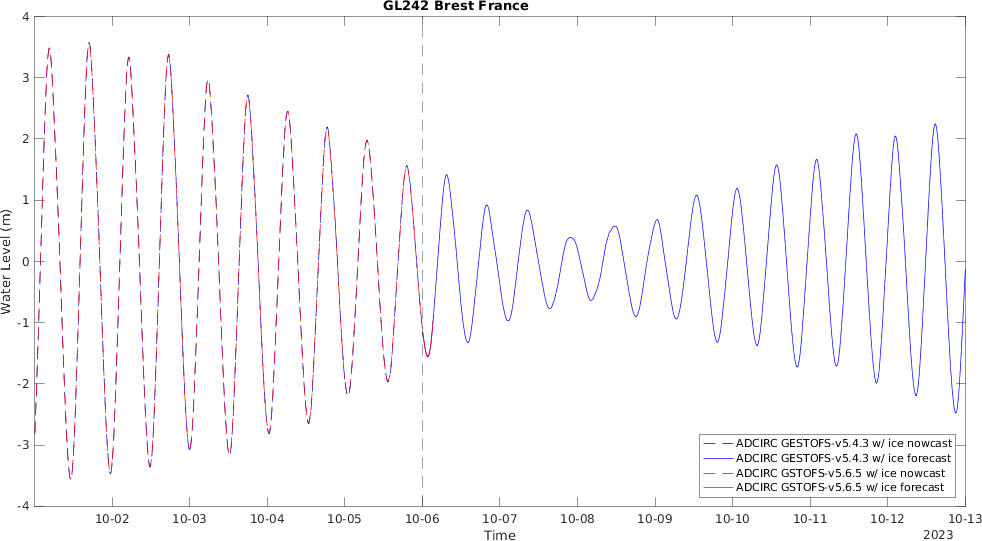 GL242 Brest France
4
3
2
1
0
-1
-2
-3
-4
Water Level (m)
ADCIRC GESTOFS-v5.4.3 w/ ice nowcast
ADCIRC GESTOFS-v5.4.3 w/ ice forecast
ADCIRC GSTOFS-v5.6.5 w/ ice nowcast
ADCIRC GSTOFS-v5.6.5 w/ ice forecast
10-02 10-03 10-04 10-05 10-06 10-07 10-08 10-09 10-10 10-11 10-12 10-13
Time
2023